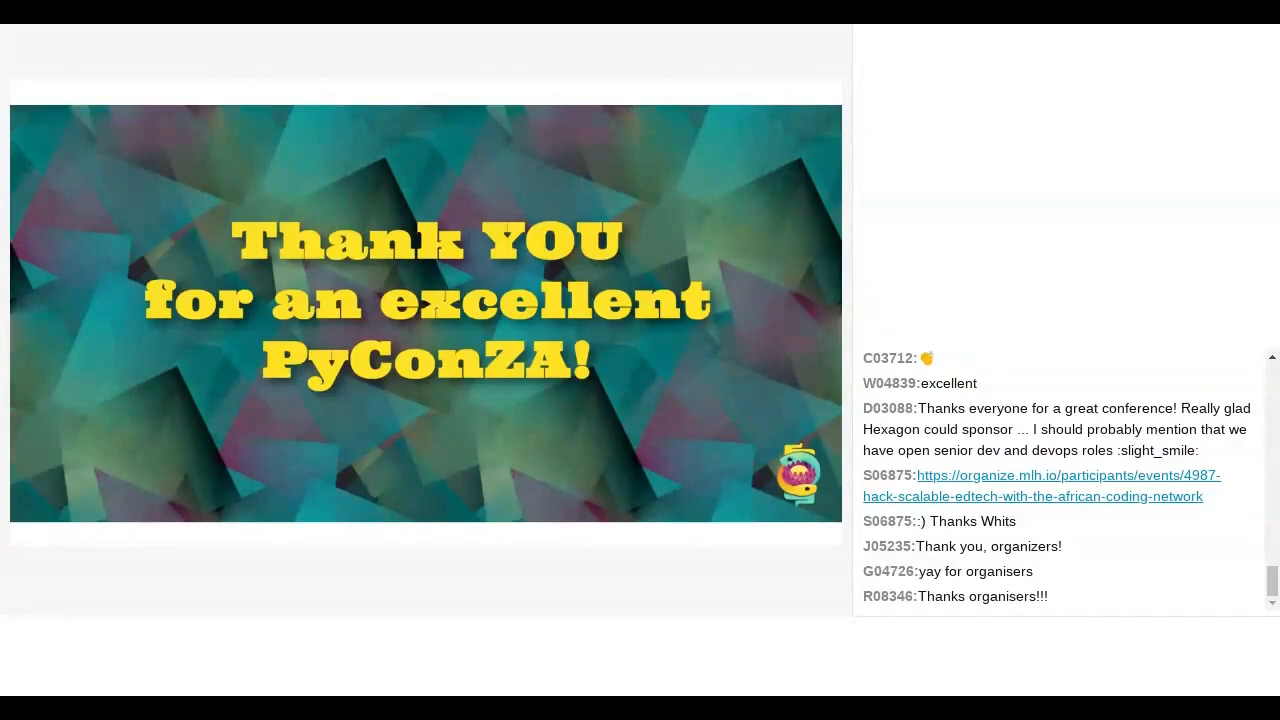 Thank YOU
for an excellent
PyConZA!
C03712:👏
W04839:excellent
D03088:Thanks everyone for a great conference! Really glad
Hexagon could sponsor ... I should probably mention that we
have open senior dev and devops roles :slight_smile:
S06875:https://organize.mlh.io/participants/events/4987-
hack-scalable-edtech-with-the-african-coding-network
S06875::) Thanks Whits
J05235:Thank you, organizers!
G04726:yay for organisers
R08346:Thanks organisers!!!